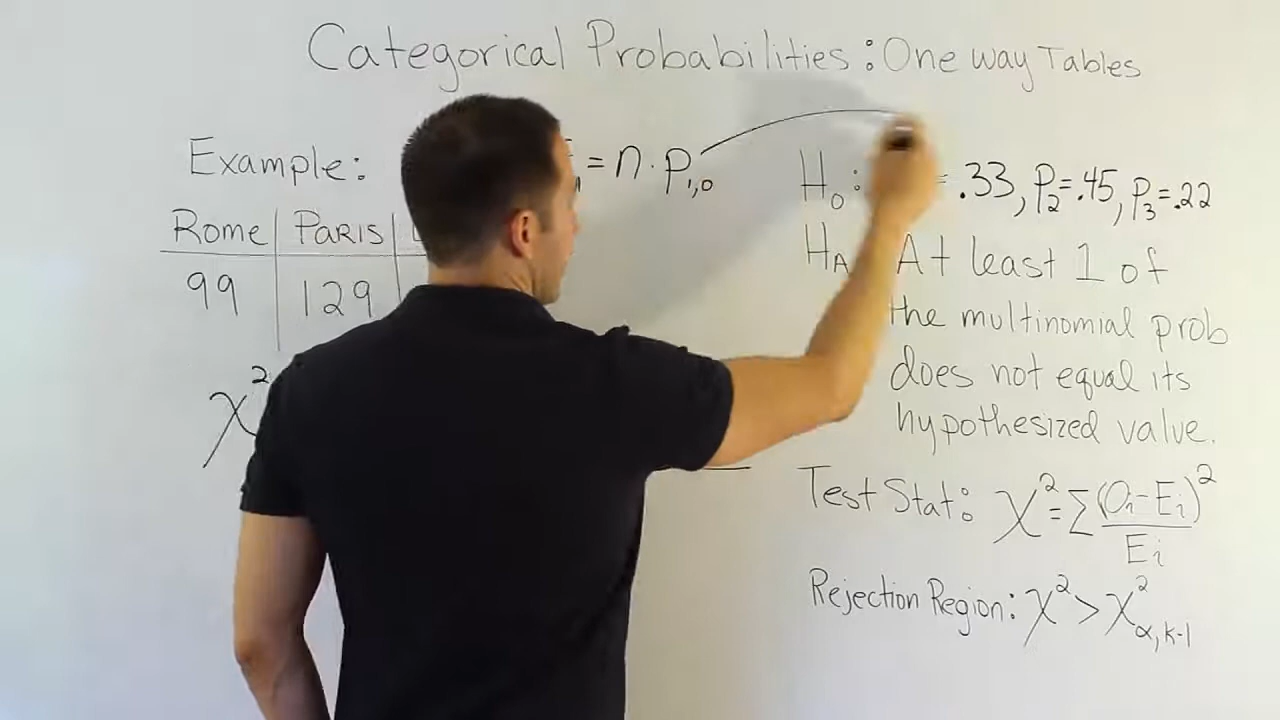 Categorical Probabilities: One way Tables
Example:
= n · p₁,₀
Rome Paris
99 129
χ²
H₀: = .33, p₂ = .45, p₃ = .22
H_A At least 1 of
the multinomial prob
does not equal its
hypothesized value.
Test Stat: χ² = Σ (Oᵢ - Eᵢ)²
Eᵢ
Rejection Region: χ² > χ²α, k-1